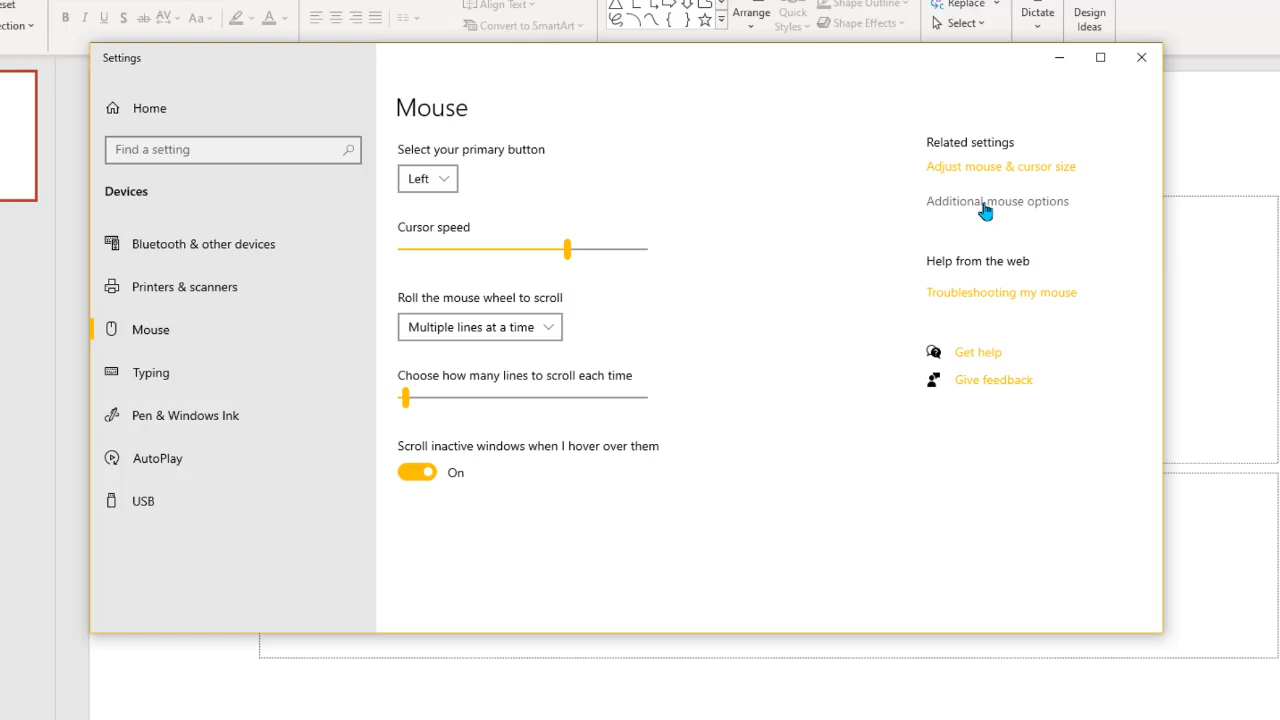 Align Text
Shape Outline
Replace
B I U S ab AV Aa A
Convert to SmartArt
Arrange
Quick
Styles
Shape Effects
Select
Dictate
Design
Ideas
Settings
Home
Find a setting
Devices
Bluetooth & other devices
Printers & scanners
Mouse
Typing
Pen & Windows Ink
AutoPlay
USB
Mouse
Select your primary button
Left
Cursor speed
Roll the mouse wheel to scroll
Multiple lines at a time
Choose how many lines to scroll each time
Scroll inactive windows when I hover over them
On
Related settings
Adjust mouse & cursor size
Additional mouse options
Help from the web
Troubleshooting my mouse
Get help
Give feedback